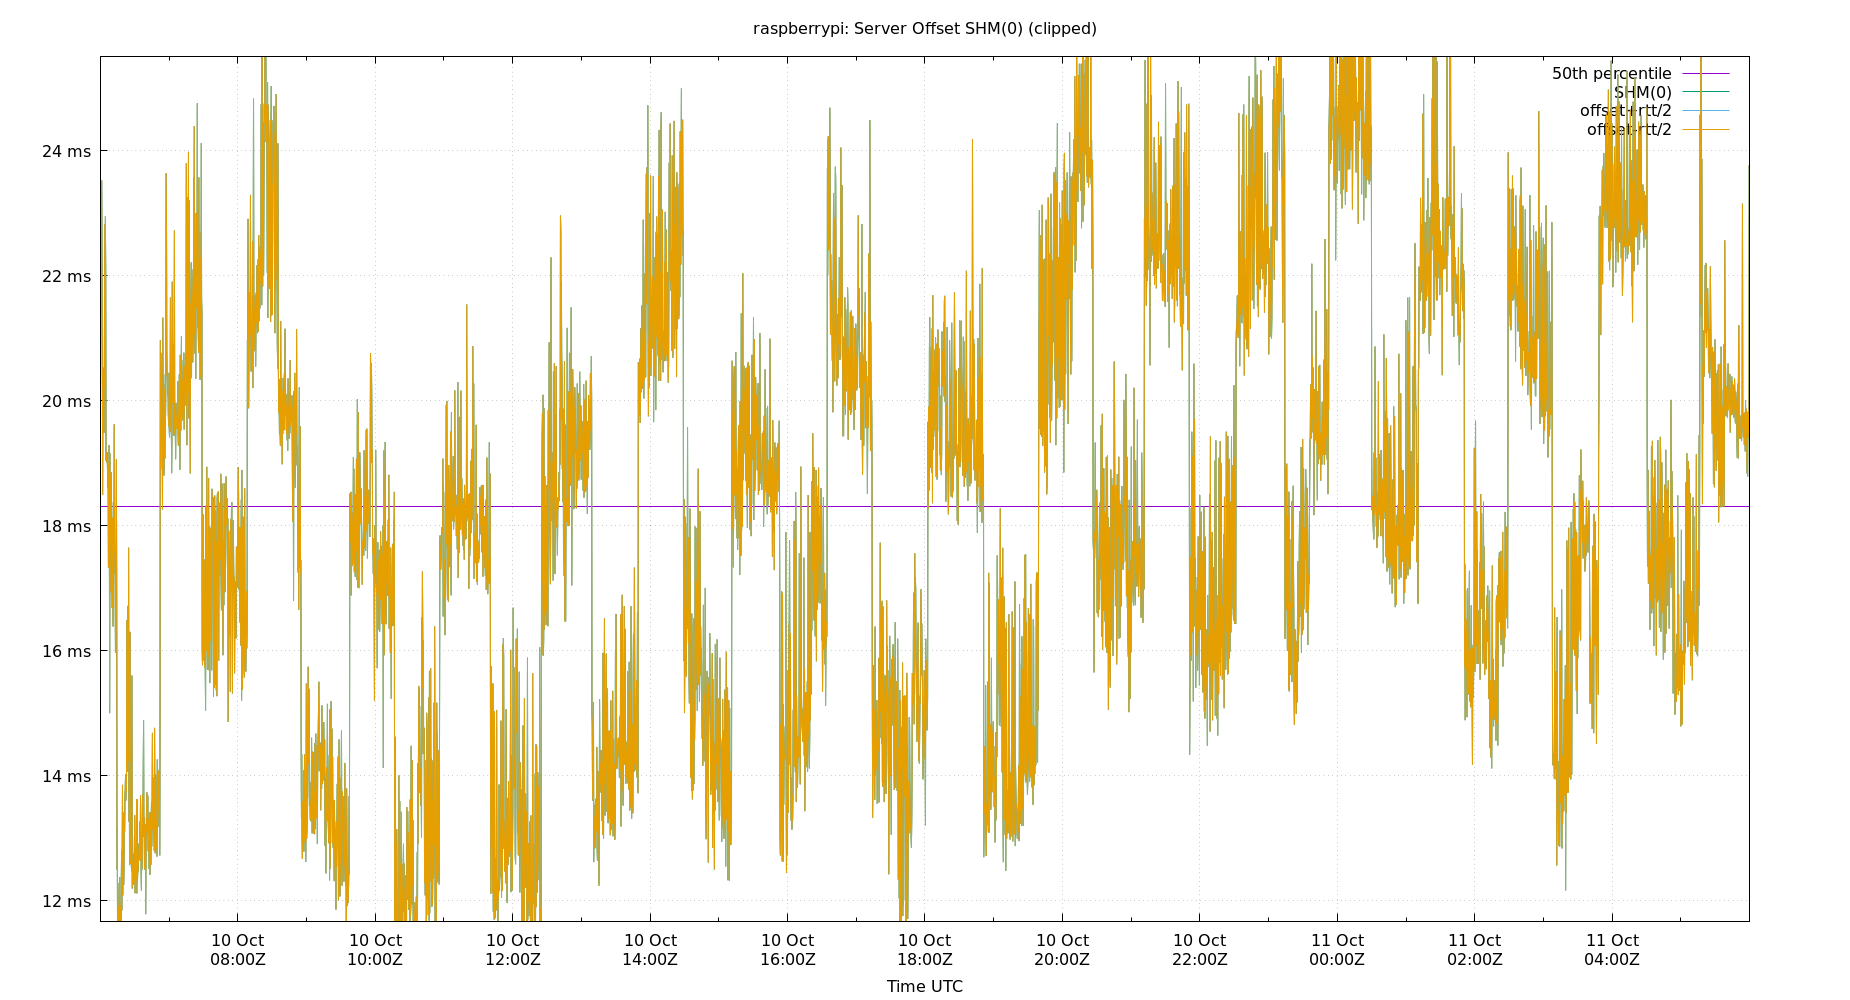 raspberrypi: Server Offset SHM(0) (clipped)
50th percentile
SHM(0)
offset+rtt/2
offset-rtt/2
24 ms
22 ms
20 ms
18 ms
16 ms
14 ms
12 ms
10 Oct 10 Oct 10 Oct 10 Oct 10 Oct 10 Oct 10 Oct 10 Oct 11 Oct 11 Oct 11 Oct
08:00Z 10:00Z 12:00Z 14:00Z 16:00Z 18:00Z 20:00Z 22:00Z 00:00Z 02:00Z 04:00Z
Time UTC